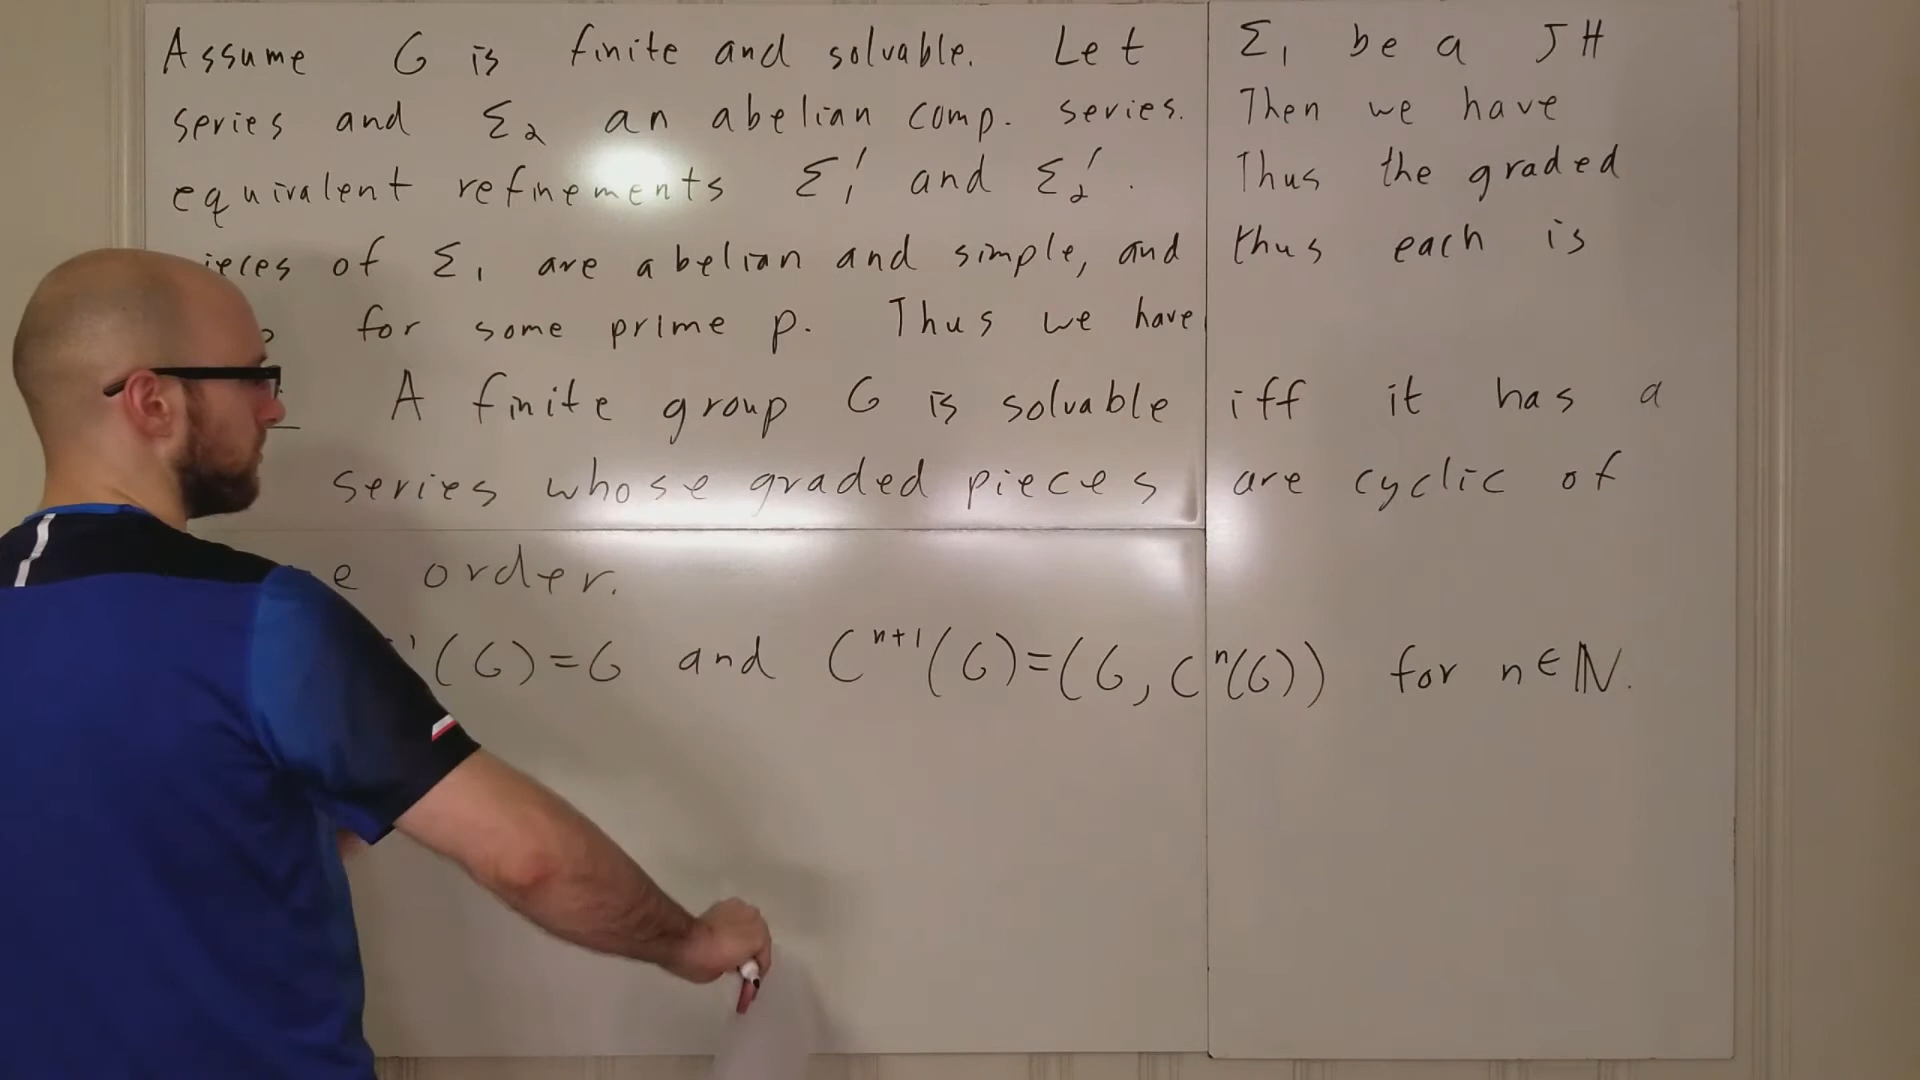 Assume G is finite and solvable. Let Σ₁ be a JH
series and Σ₂ an abelian comp. series. Then we have
equivalent refinements Σ₁' and Σ₂'. Thus the graded
ieces of Σ₁ are abelian and simple, and thus each is
for some prime p. Thus we have
A finite group G is solvable iff it has a
series whose graded pieces are cyclic of
e order.
'(G)=G and Cⁿ⁺¹(G)=(G, Cⁿ(G)) for n∈ℕ.